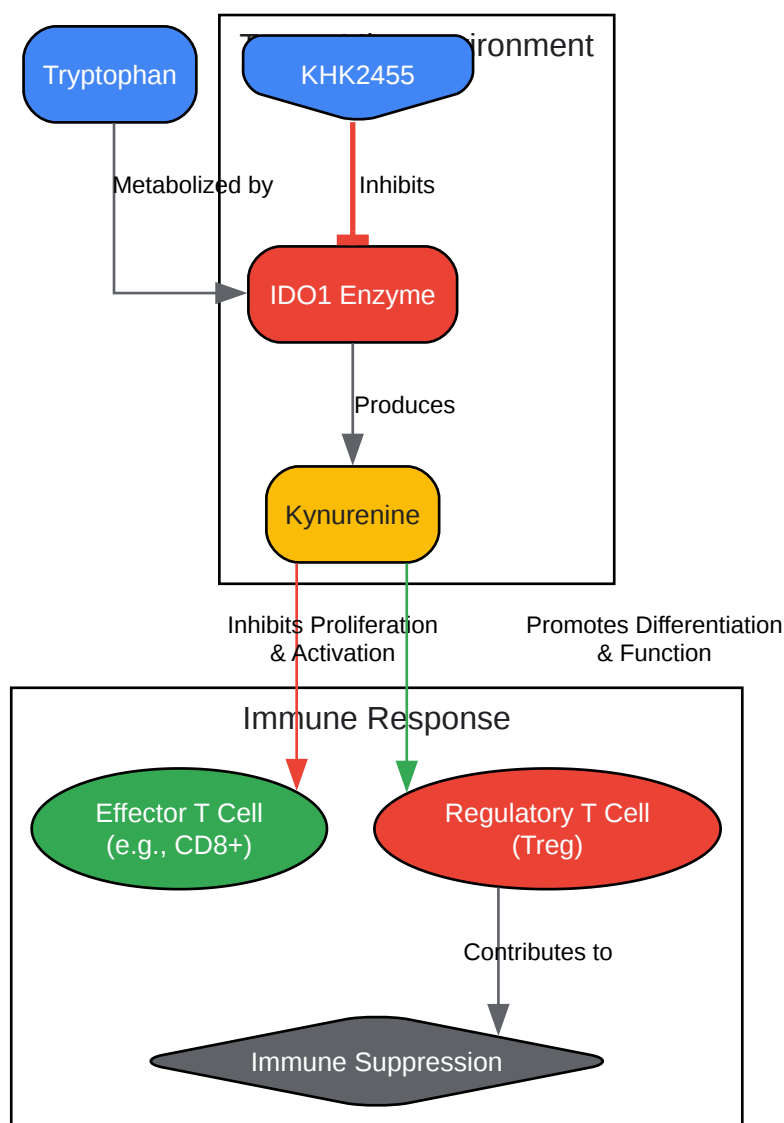 Environment
Tryptophan
KHK2455
Metabolized by
Inhibits
IDO1 Enzyme
Produces
Kynurenine
Inhibits Proliferation
& Activation
Promotes Differentiation
& Function
Immune Response
Effector T Cell
(e.g., CD8+)
Regulatory T Cell
(Treg)
Contributes to
Immune Suppression